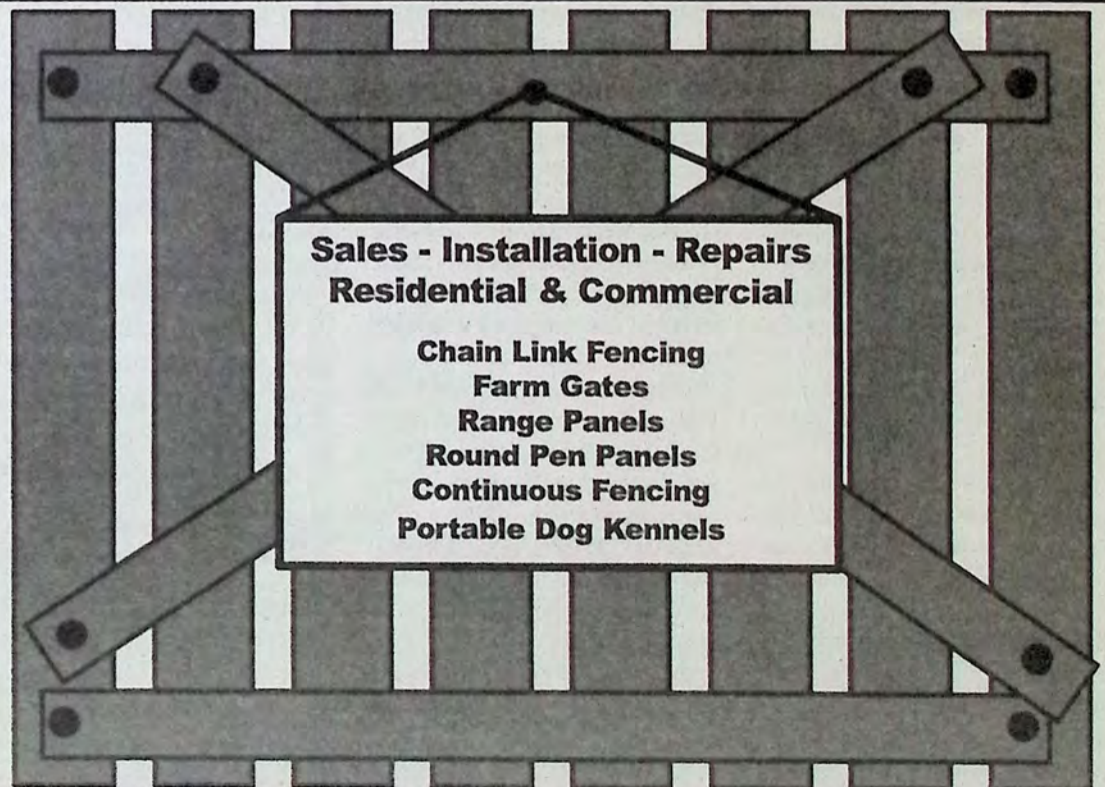 Sales - Installation - Repairs
Residential & Commercial
Chain Link Fencing
Farm Gates
Range Panels
Round Pen Panels
Continuous Fencing
Portable Dog Kennels